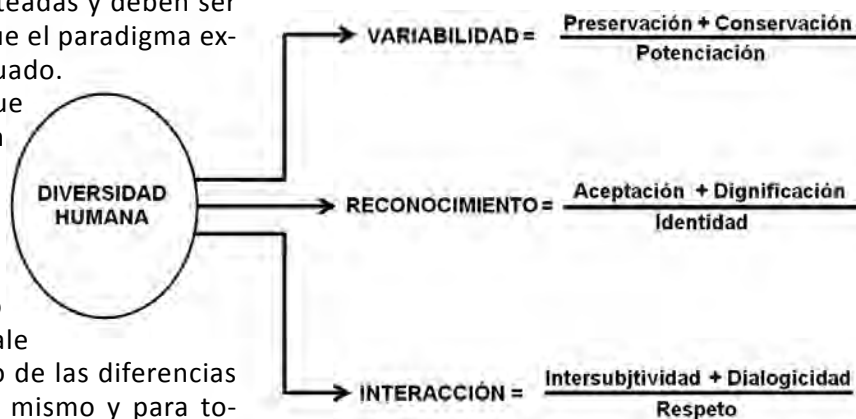 teadas y deben ser
ue el paradigma ex-
uado.
ue
DIVERSIDAD
HUMANA
VARIABILIDAD =
Preservación + Conservación
Potenciación
RECONOCIMIENTO =
Aceptación + Dignificación
Identidad
INTERACCIÓN =
Intersubjtividad + Dialogicidad
Respeto
ale
o de las diferencias
mismo y para to-